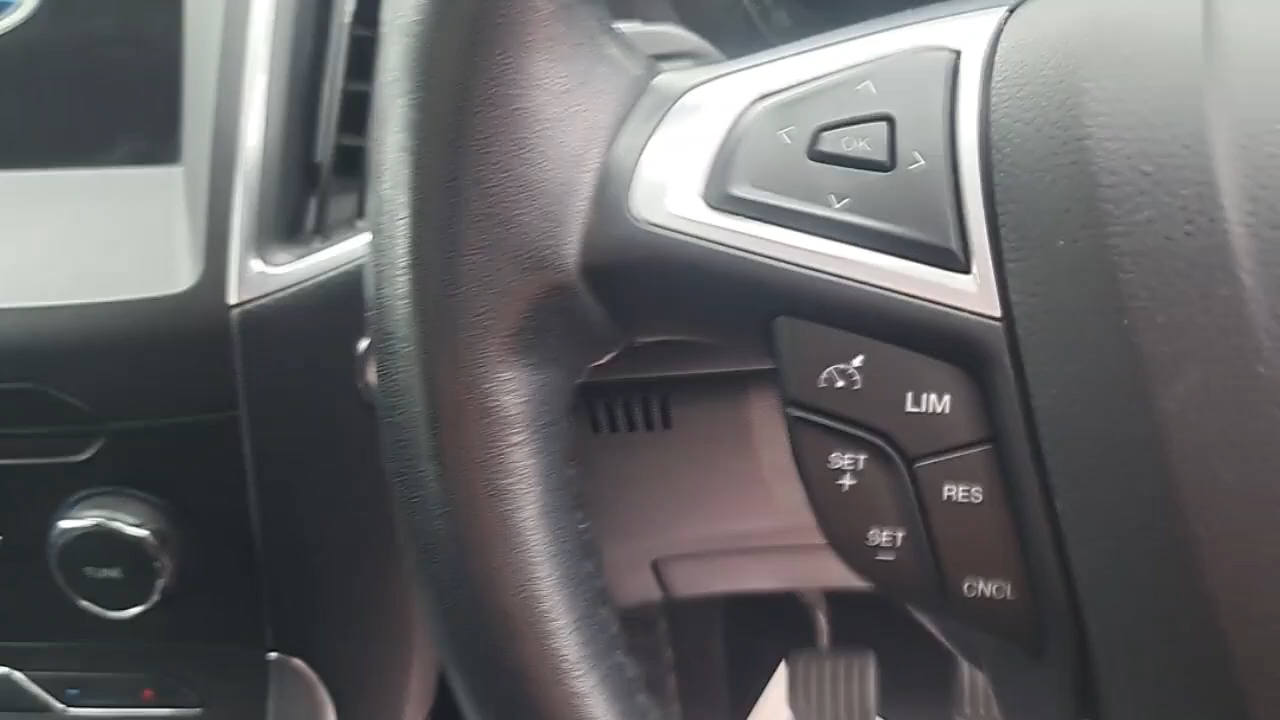 OK
LIM
SET
+
RES
SET
−
CNCL
TUNE